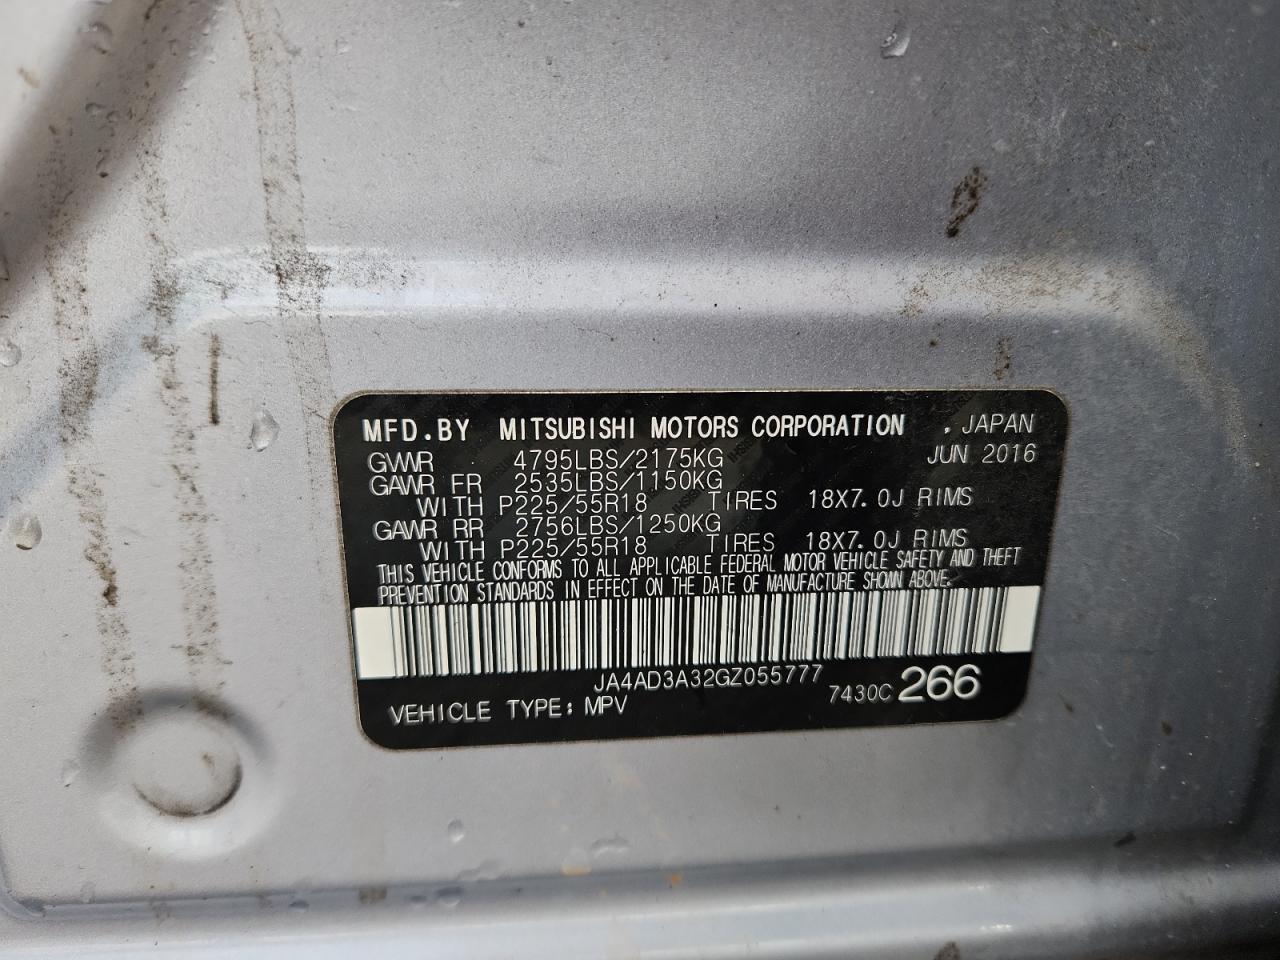 MFD.BY MITSUBISHI MOTORS CORPORATION , JAPAN
GVWR 4795LBS/2175KG JUN 2016
GAWR FR 2535LBS/1150KG
WITH P225/55R18 TIRES 18X7.0J RIMS
GAWR RR 2756LBS/1250KG
WITH P225/55R18 TIRES 18X7.0J RIMS
THIS VEHICLE CONFORMS TO ALL APPLICABLE FEDERAL MOTOR VEHICLE SAFETY AND THEFT
PREVENTION STANDARDS IN EFFECT ON THE DATE OF MANUFACTURE SHOWN ABOVE.
JA4AD3A32GZ055777
VEHICLE TYPE: MPV 7430C 266